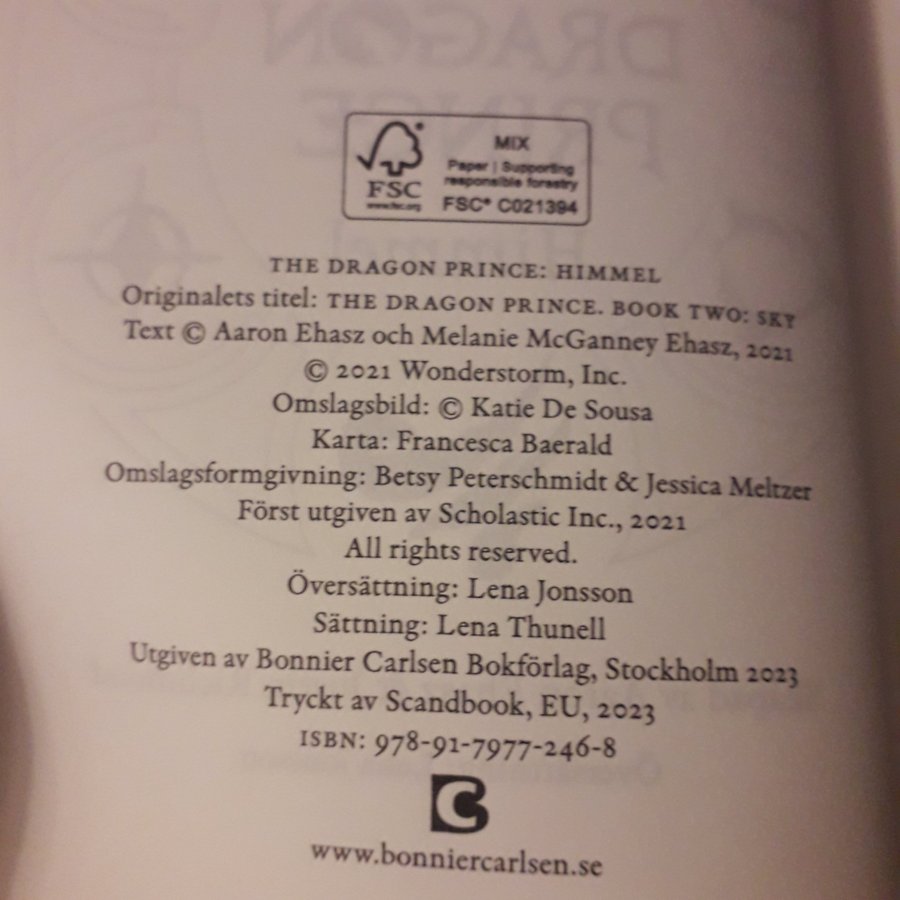 FSC
www.fsc.org
MIX
Paper | Supporting
responsible forestry
FSC® C021394
THE DRAGON PRINCE: HIMMEL
Originalets titel: THE DRAGON PRINCE. BOOK TWO: SKY
Text © Aaron Ehasz och Melanie McGanney Ehasz, 2021
© 2021 Wonderstorm, Inc.
Omslagsbild: © Katie De Sousa
Karta: Francesca Baerald
Omslagsformgivning: Betsy Peterschmidt & Jessica Meltzer
Först utgiven av Scholastic Inc., 2021
All rights reserved.
Översättning: Lena Jonsson
Sättning: Lena Thunell
Utgiven av Bonnier Carlsen Bokförlag, Stockholm 2023
Tryckt av Scandbook, EU, 2023
ISBN: 978-91-7977-246-8
BC
www.bonniercarlsen.se